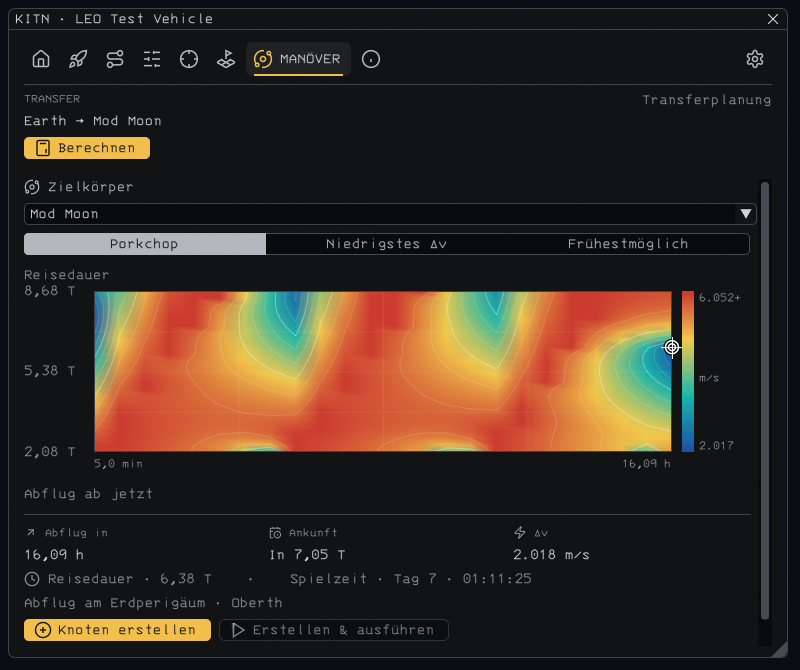 KITN · LEO Test Vehicle
MANÖVER
TRANSFER
Transferplanung
Earth → Mod Moon
Berechnen
Zielkörper
Mod Moon
Porkchop Niedrigstes Δv Frühestmöglich
Reisedauer
8,68 T
6.052+
5,38 T
m/s
2,08 T
2.017
5,0 min 16,09 h
Abflug ab jetzt
Abflug in Ankunft Δv
16,09 h In 7,05 T 2.018 m/s
Reisedauer · 6,38 T · Spielzeit · Tag 7 · 01:11:25
Abflug am Erdperigäum · Oberth
Knoten erstellen Erstellen & ausführen